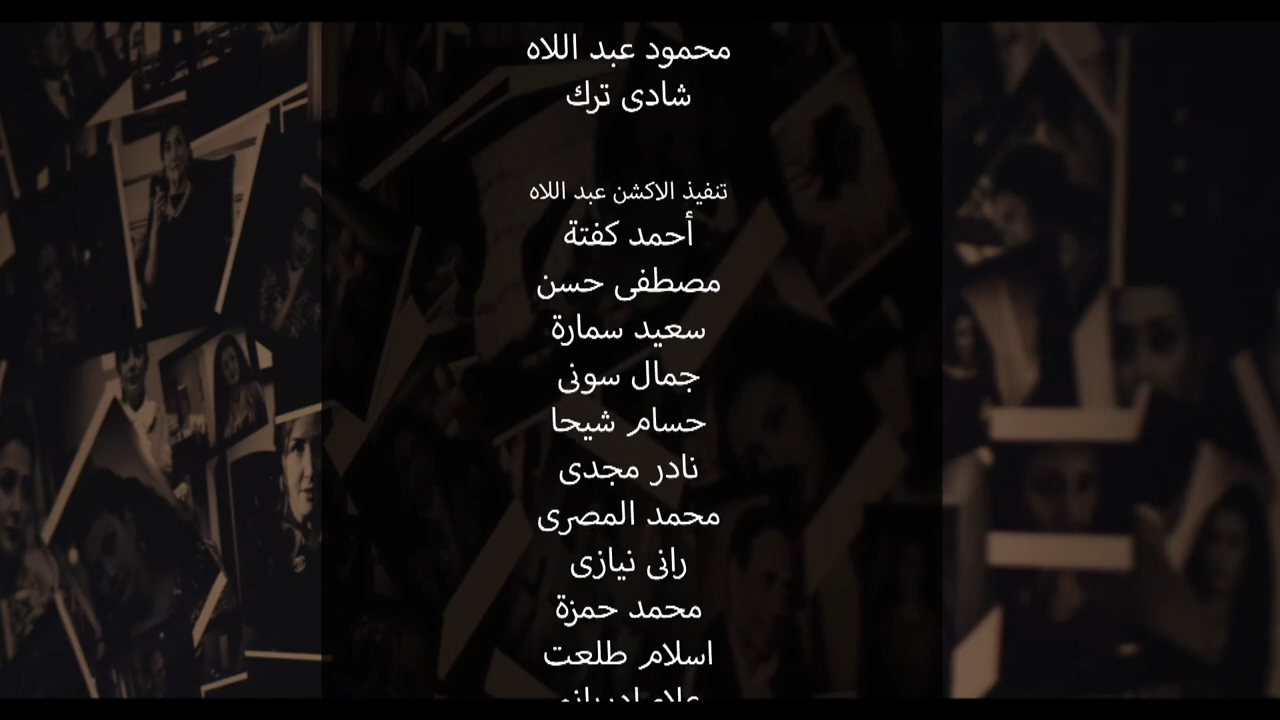 محمود عبد اللاه
شادى ترك
تنفيذ الاكشن عبد اللاه
أحمد كفتة
مصطفى حسن
سعيد سمارة
جمال سونى
حسام شيحا
نادر مجدى
محمد المصرى
رانى نيازى
محمد حمزة
اسلام طلعت